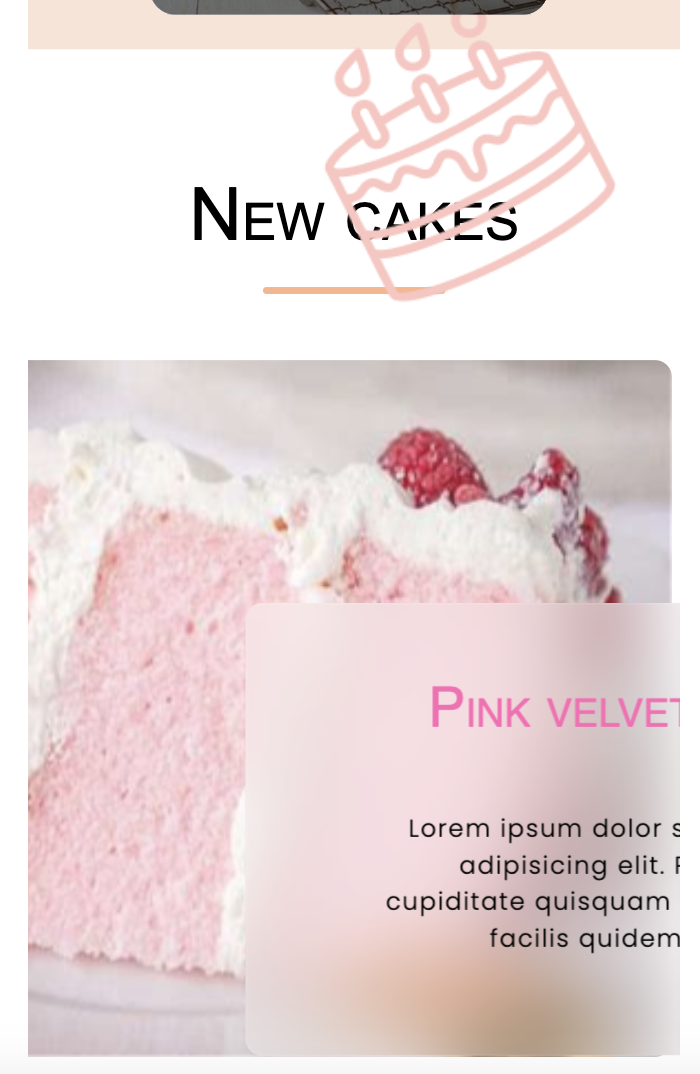 New cakes
Pink velvet
Lorem ipsum dolor s
adipisicing elit.
cupiditate quisquam
facilis quidem